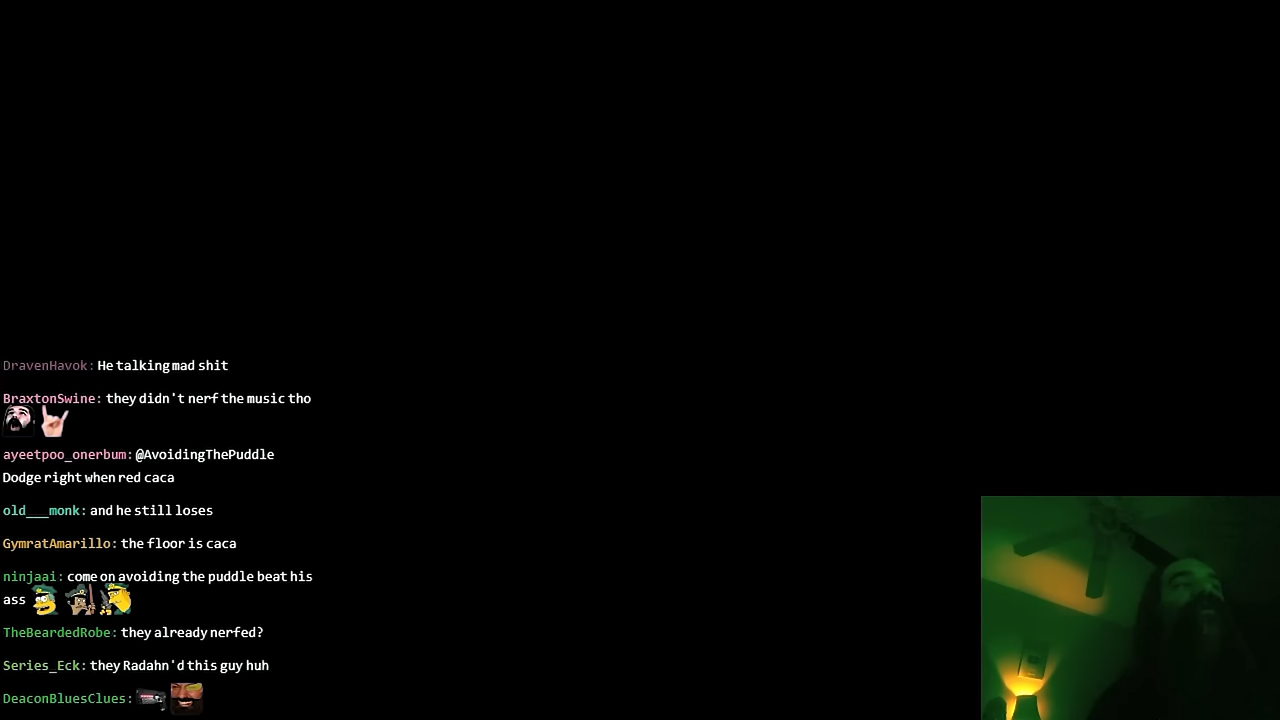 DravenHavok: He talking mad shit
BraxtonSwine: they didn't nerf the music tho
ayeetpoo_onerbum: @AvoidingThePuddle
Dodge right when red caca
old___monk: and he still loses
GymratAmarillo: the floor is caca
ninjaai: come on avoiding the puddle beat his
ass
TheBeardedRobe: they already nerfed?
Series_Eck: they Radahn'd this guy huh
DeaconBluesClues: